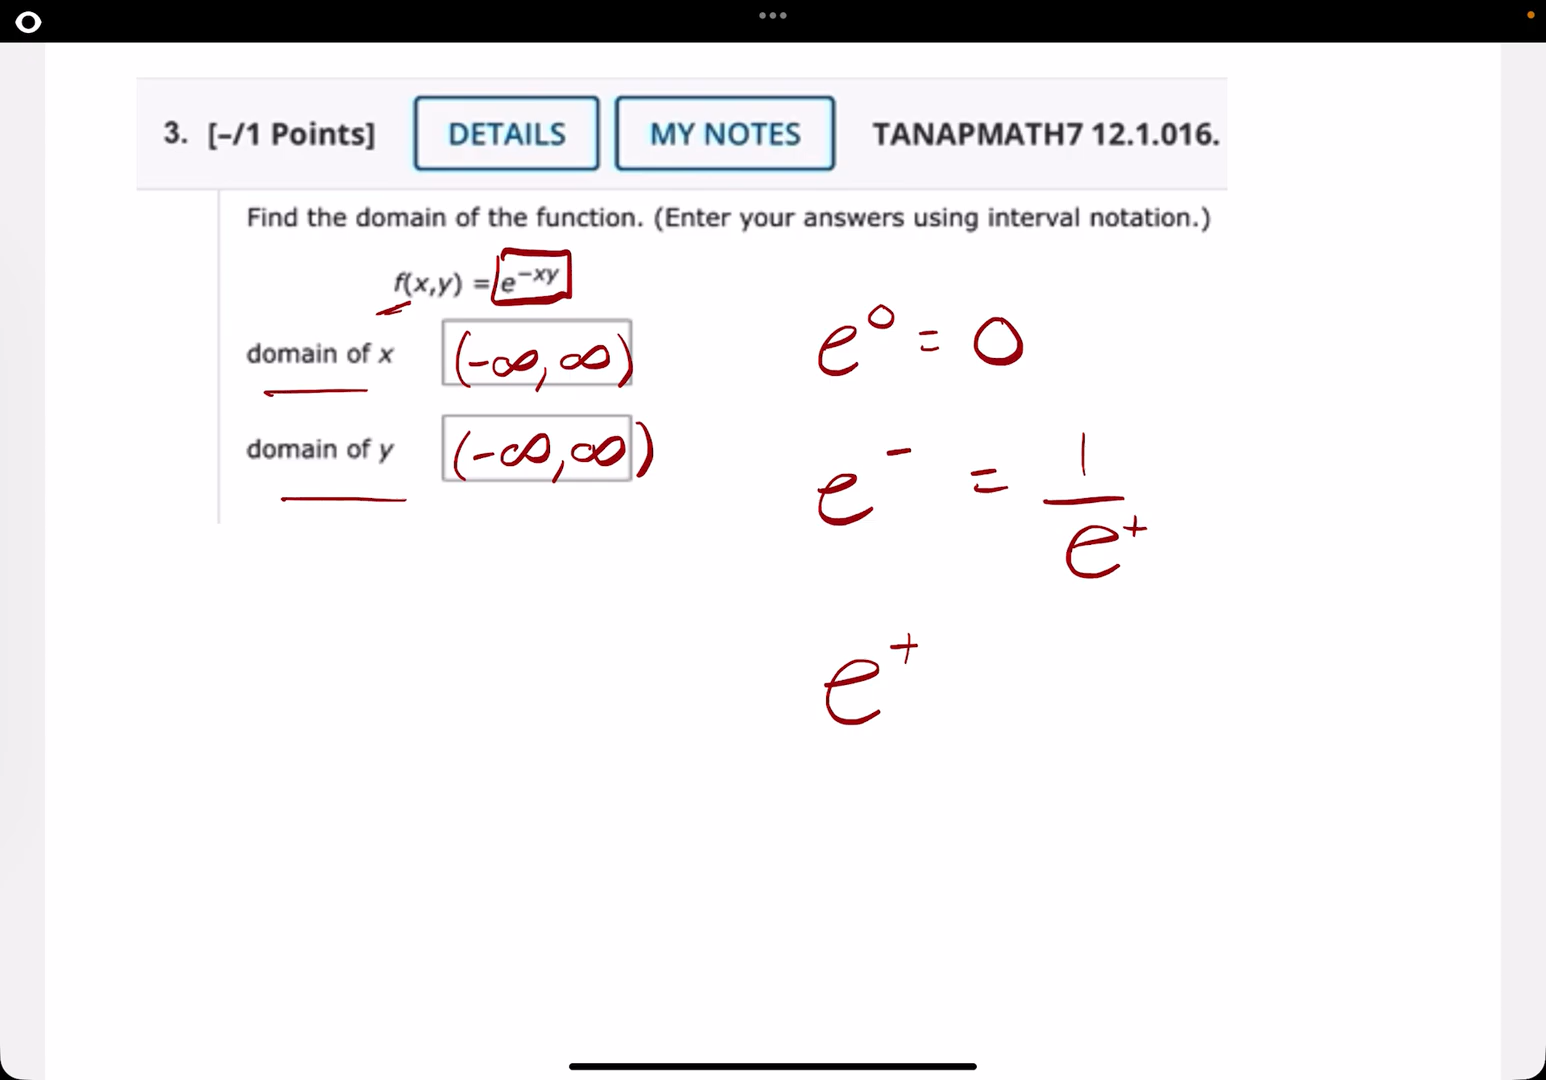 3. [-/1 Points] DETAILS MY NOTES TANAPMATH7 12.1.016.
Find the domain of the function. (Enter your answers using interval notation.)
f(x,y) = e^−xy
domain of x (-∞, ∞)
domain of y (-∞, ∞)
e^0 = 0
e^- = 1/e^+
e^+